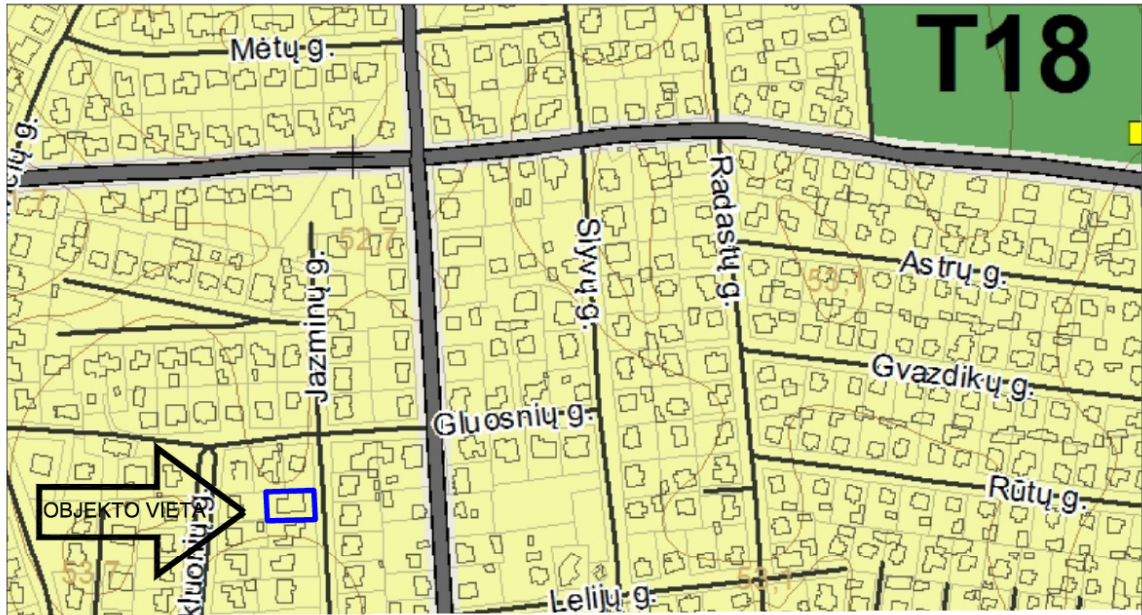 T18
Mėtų g.
Radastų g.
Slyvų g.
52,7
Astrų g.
53,1
Jazminų g.
Gvazdikų g.
Gluosnių g.
Rūtų g.
OBJEKTO VIETA
53,7
Lelijų g.